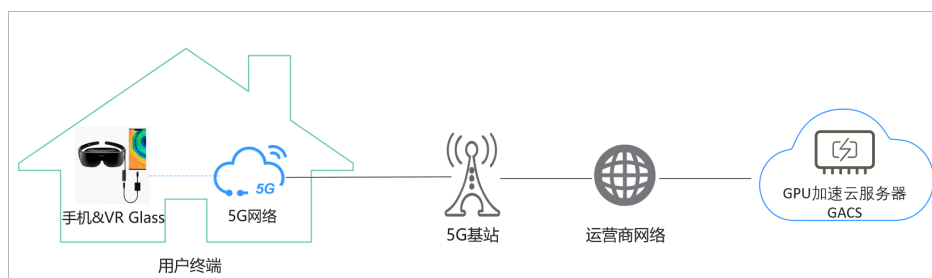 5G
手机&VR Glass
5G网络
用户终端
5G基站
运营商网络
GPU加速云服务器
GACS